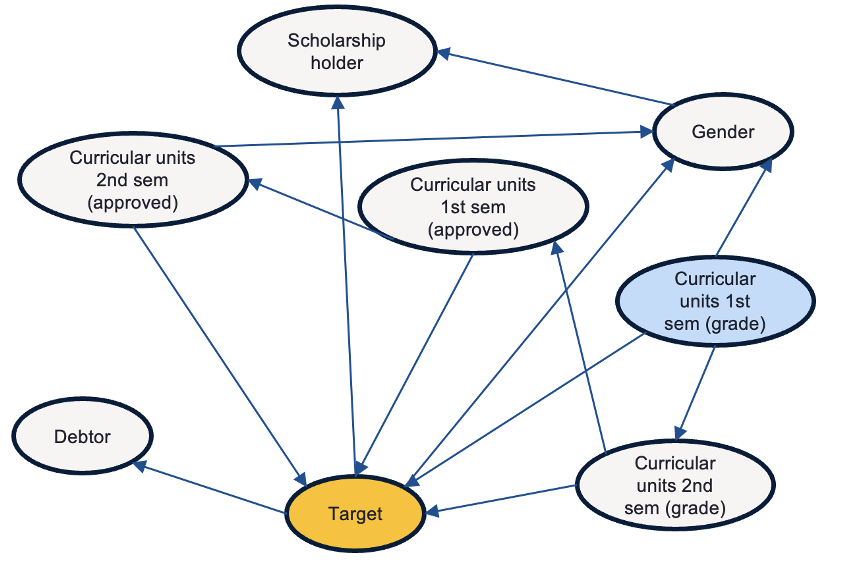 Scholarship
holder
Gender
Curricular units
2nd sem
(approved)
Curricular units
1st sem
(approved)
Curricular
units 1st
sem (grade)
Debtor
Curricular
units 2nd
sem (grade)
Target